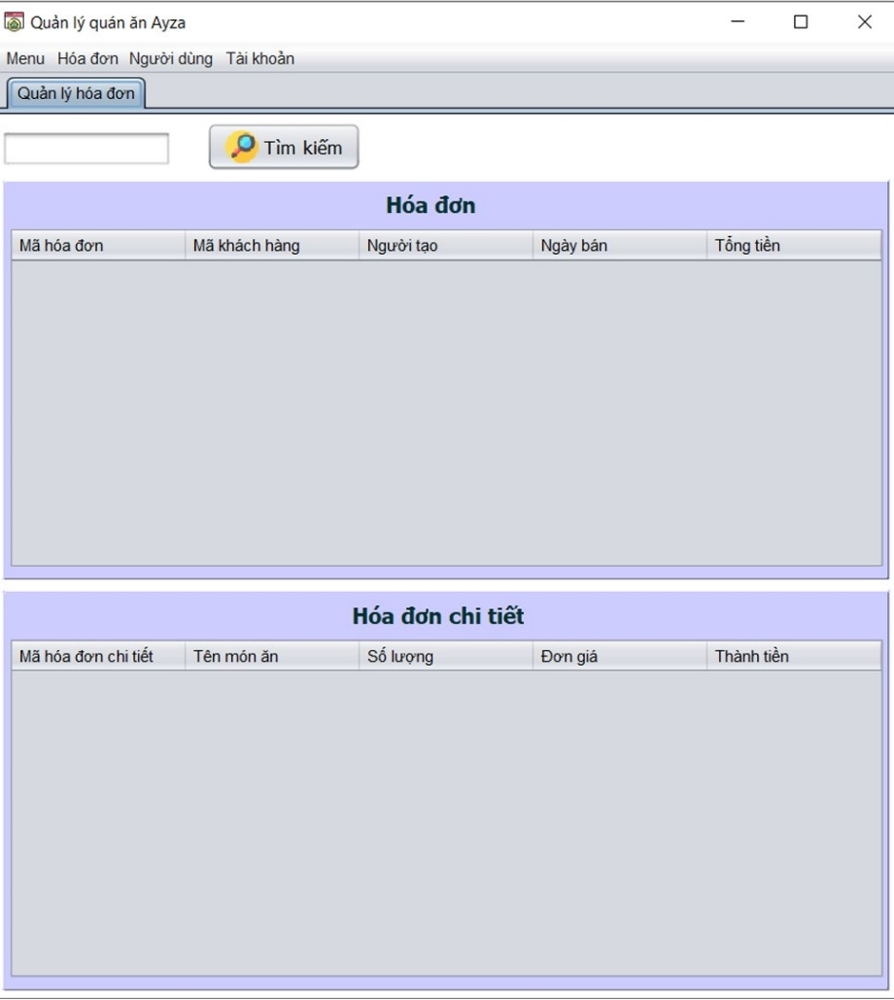 Quản lý quán ăn Ayza
Menu Hóa đơn Người dùng Tài khoản
Quản lý hóa đơn
Tìm kiếm
Hóa đơn
Mã hóa đơn Mã khách hàng Người tạo Ngày bán Tổng tiền
Hóa đơn chi tiết
Mã hóa đơn chi tiết Tên món ăn Số lượng Đơn giá Thành tiền